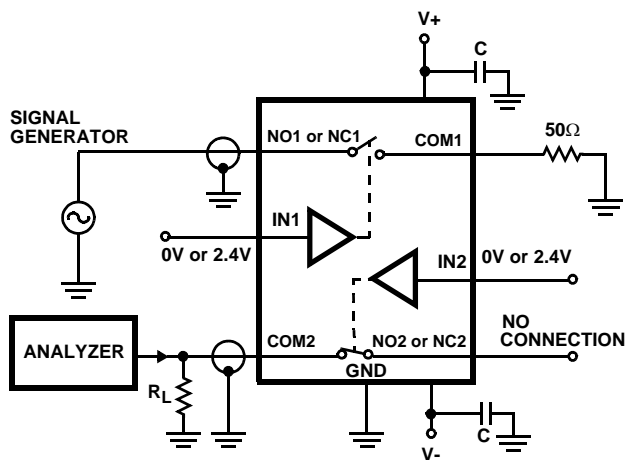 V+
C
SIGNAL
GENERATOR
NO1 or NC1
COM1
50Ω
IN1
0V or 2.4V
IN2
0V or 2.4V
ANALYZER
COM2
NO2 or NC2
NO
CONNECTION
GND
RL
C
V-